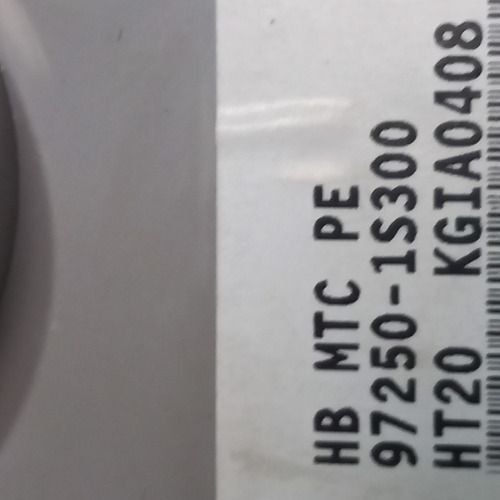 HB MTC PE
97250-1S300
HT20 KGIA0408